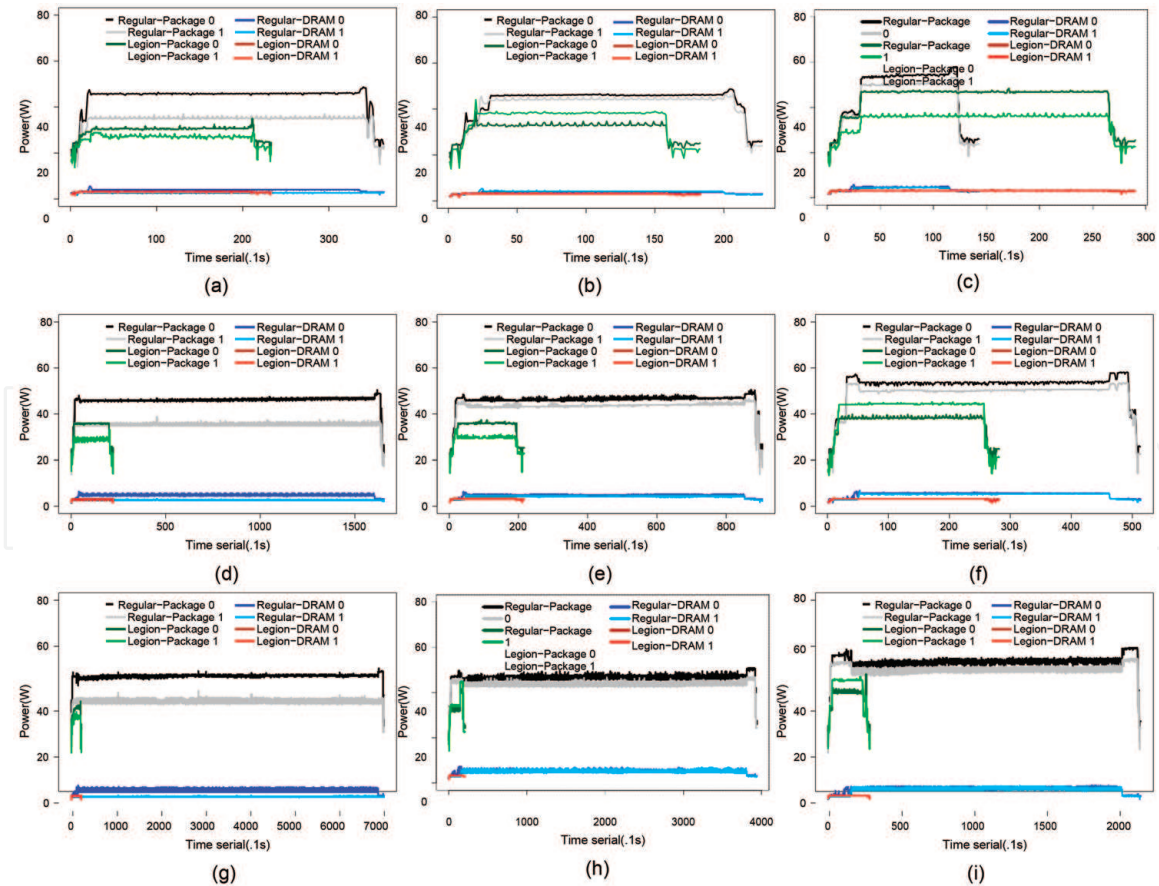 80
Regular-Package 0 Regular-DRAM 0
Regular-Package 1 Regular-DRAM 1
Legion-Package 0 Legion-DRAM 0
Legion-Package 1 Legion-DRAM 1
60
40
20
0
Power(W)
0 100 200 300
Time serial(.1s)
(a)
80
Regular-Package 0 Regular-DRAM 0
Regular-Package 1 Regular-DRAM 1
Legion-Package 0 Legion-DRAM 0
Legion-Package 1 Legion-DRAM 1
60
40
20
0
Power(W)
0 50 100 150 200
Time serial(.1s)
(b)
80
Regular-Package Regular-DRAM 0
0 Regular-DRAM 1
Regular-Package Legion-DRAM 0
1 Legion-DRAM 1
Legion-Package 0
Legion-Package 1
60
40
20
0
Power(W)
0 50 100 150 200 250 300
Time serial(.1s)
(c)
80
Regular-Package 0 Regular-DRAM 0
Regular-Package 1 Regular-DRAM 1
Legion-Package 0 Legion-DRAM 0
Legion-Package 1 Legion-DRAM 1
60
40
20
0
Power(W)
0 500 1000 1500
Time serial(.1s)
(d)
80
Regular-Package 0 Regular-DRAM 0
Regular-Package 1 Regular-DRAM 1
Legion-Package 0 Legion-DRAM 0
Legion-Package 1 Legion-DRAM 1
60
40
20
0
Power(W)
0 200 400 600 800
Time serial(.1s)
(e)
80
Regular-Package 0 Regular-DRAM 0
Regular-Package 1 Regular-DRAM 1
Legion-Package 0 Legion-DRAM 0
Legion-Package 1 Legion-DRAM 1
60
40
20
0
Power(W)
0 100 200 300 400 500
Time serial(.1s)
(f)
80
Regular-Package 0 Regular-DRAM 0
Regular-Package 1 Regular-DRAM 1
Legion-Package 0 Legion-DRAM 0
Legion-Package 1 Legion-DRAM 1
60
40
20
0
Power(W)
0 1000 2000 3000 4000 5000 6000 7000
Time serial(.1s)
(g)
80
Regular-Package Regular-DRAM 0
0 Regular-DRAM 1
Regular-Package Legion-DRAM 0
1 Legion-DRAM 1
Legion-Package 0
Legion-Package 1
60
40
20
0
Power(W)
0 1000 2000 3000 4000
Time serial(.1s)
(h)
80
Regular-Package 0 Regular-DRAM 0
Regular-Package 1 Regular-DRAM 1
Legion-Package 0 Legion-DRAM 0
Legion-Package 1 Legion-DRAM 1
60
40
20
0
Power(W)
0 500 1000 1500 2000
Time serial(.1s)
(i)